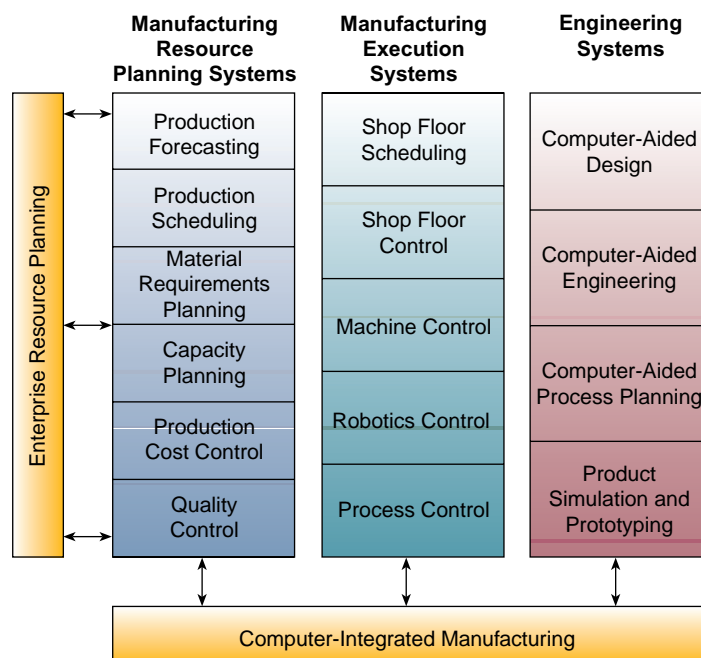 Manufacturing
Resource
Planning Systems
Manufacturing
Execution
Systems
Engineering
Systems
Enterprise Resource Planning
Production
Forecasting
Production
Scheduling
Material
Requirements
Planning
Capacity
Planning
Production
Cost Control
Quality
Control
Shop Floor
Scheduling
Shop Floor
Control
Machine Control
Robotics Control
Process Control
Computer-Aided
Design
Computer-Aided
Engineering
Computer-Aided
Process Planning
Product
Simulation and
Prototyping
Computer-Integrated Manufacturing